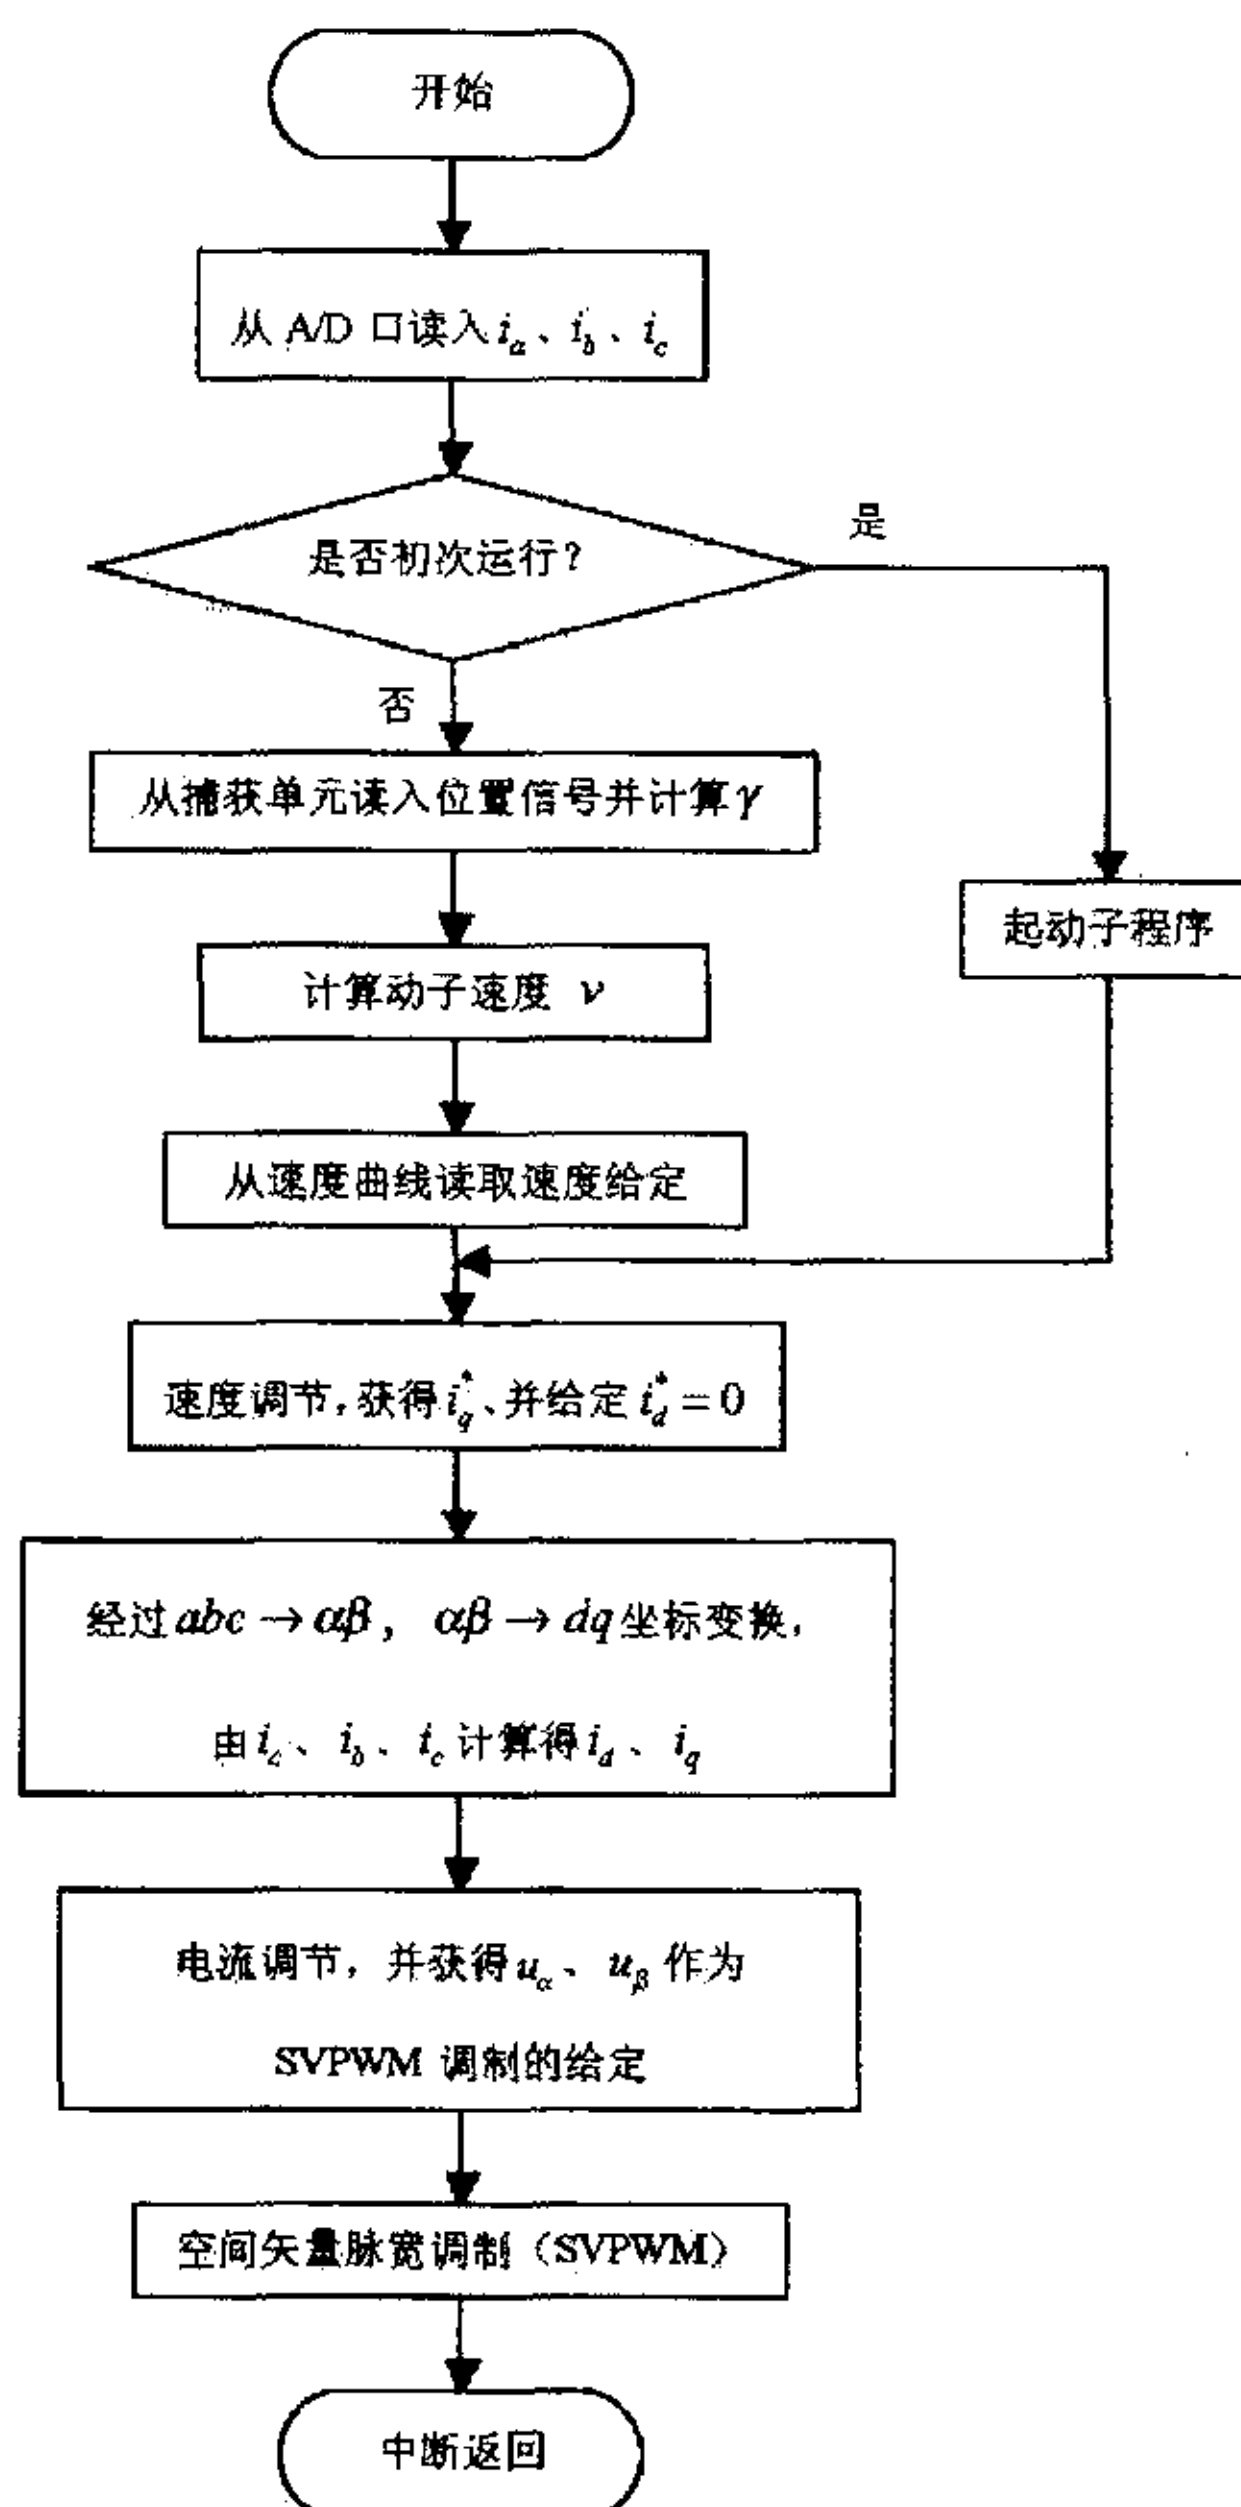 开始
从 A/D 口读入 i_a、i_b、i_c
是否初次运行?
是
否
从捕获单元读入位置信号并计算γ
起动子程序
计算动子速度 v
从速度曲线读取速度给定
速度调节,获得 i_q^*、并给定 i_d^* = 0
经过 abc → αβ, αβ → dq 坐标变换,
由 i_a、i_b、i_c 计算得 i_d、i_q
电流调节, 并获得 u_α、u_β 作为
SVPWM 调制的给定
空间矢量脉宽调制(SVPWM)
中断返回